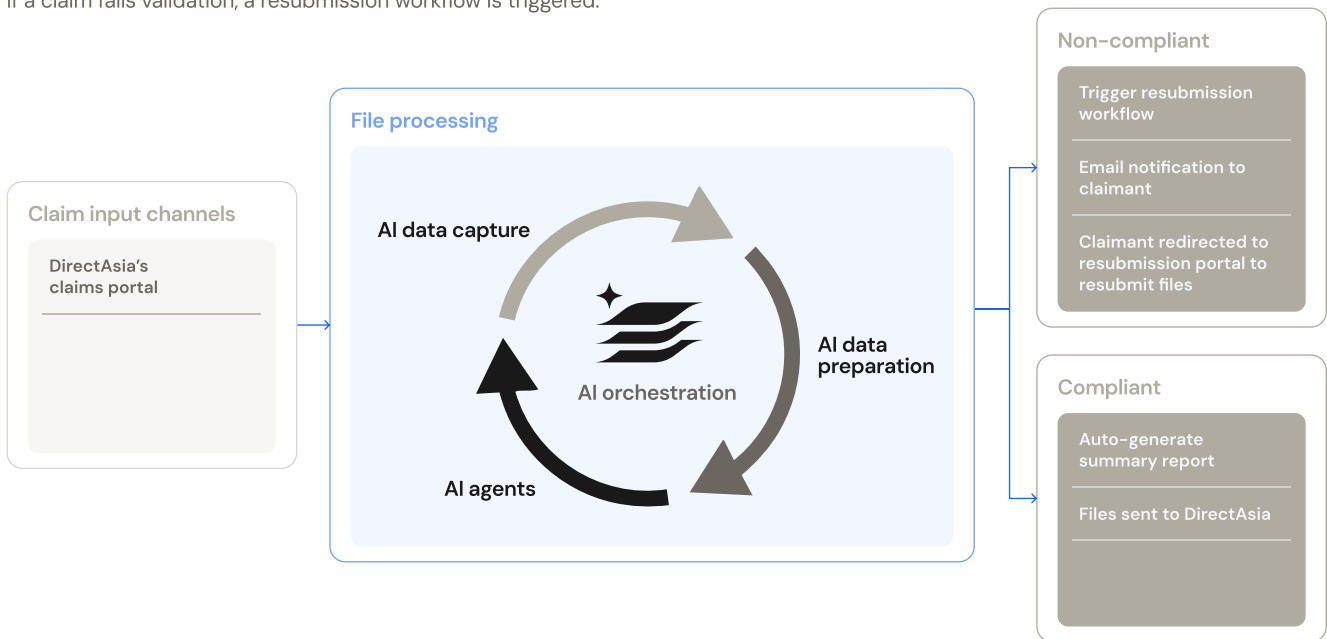 If a claim fails validation, a resubmission workflow is triggered.
Claim input channels
DirectAsia's
claims portal
File processing
AI data capture
AI data
preparation
AI orchestration
AI agents
Non-compliant
Trigger resubmission
workflow
Email notification to
claimant
Claimant redirected to
resubmission portal to
resubmit files
Compliant
Auto-generate
summary report
Files sent to DirectAsia